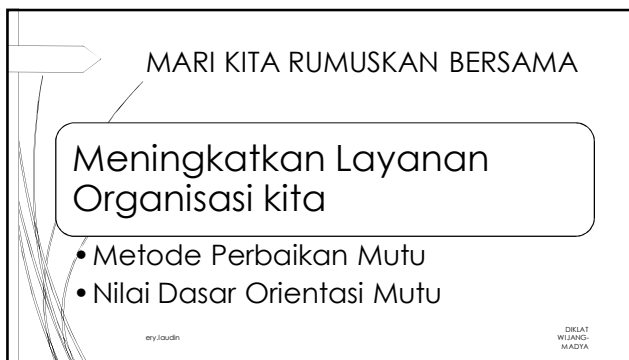 MARI KITA RUMUSKAN BERSAMA
Meningkatkan Layanan
Organisasi kita
• Metode Perbaikan Mutu
• Nilai Dasar Orientasi Mutu
ery.laudin
DIKLAT
WIJANG-
MADYA